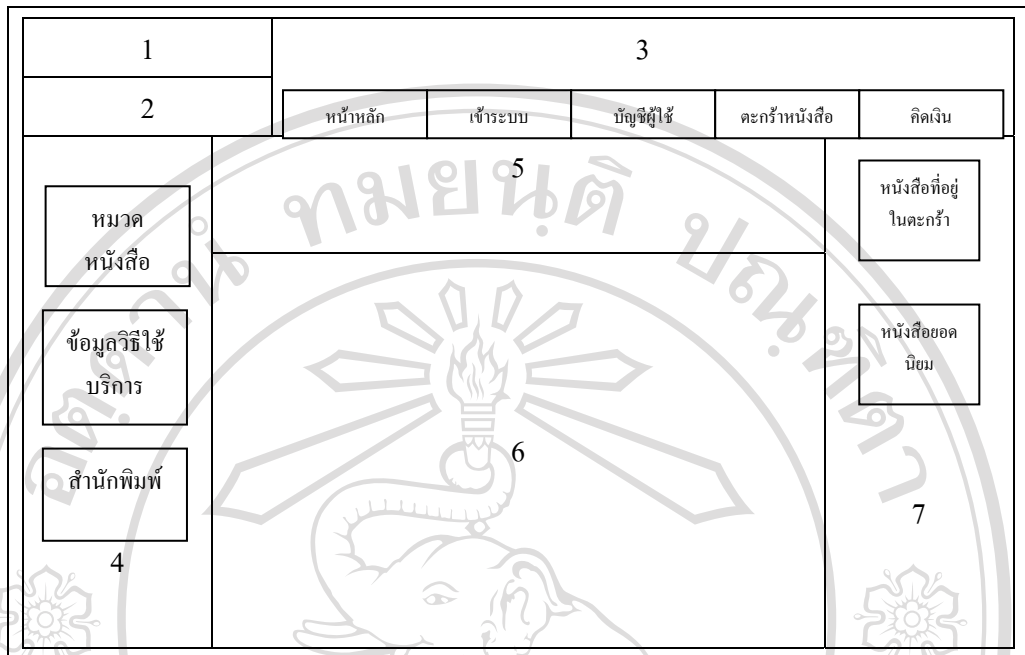 1
3
2
หน้าหลัก
เข้าระบบ
บัญชีผู้ใช้
ตะกร้าหนังสือ
คิดเงิน
5
หมวด
หนังสือ
ข้อมูลวิธีใช้
บริการ
สำนักพิมพ์
4
6
หนังสือที่อยู่
ในตะกร้า
หนังสือยอด
นิยม
7